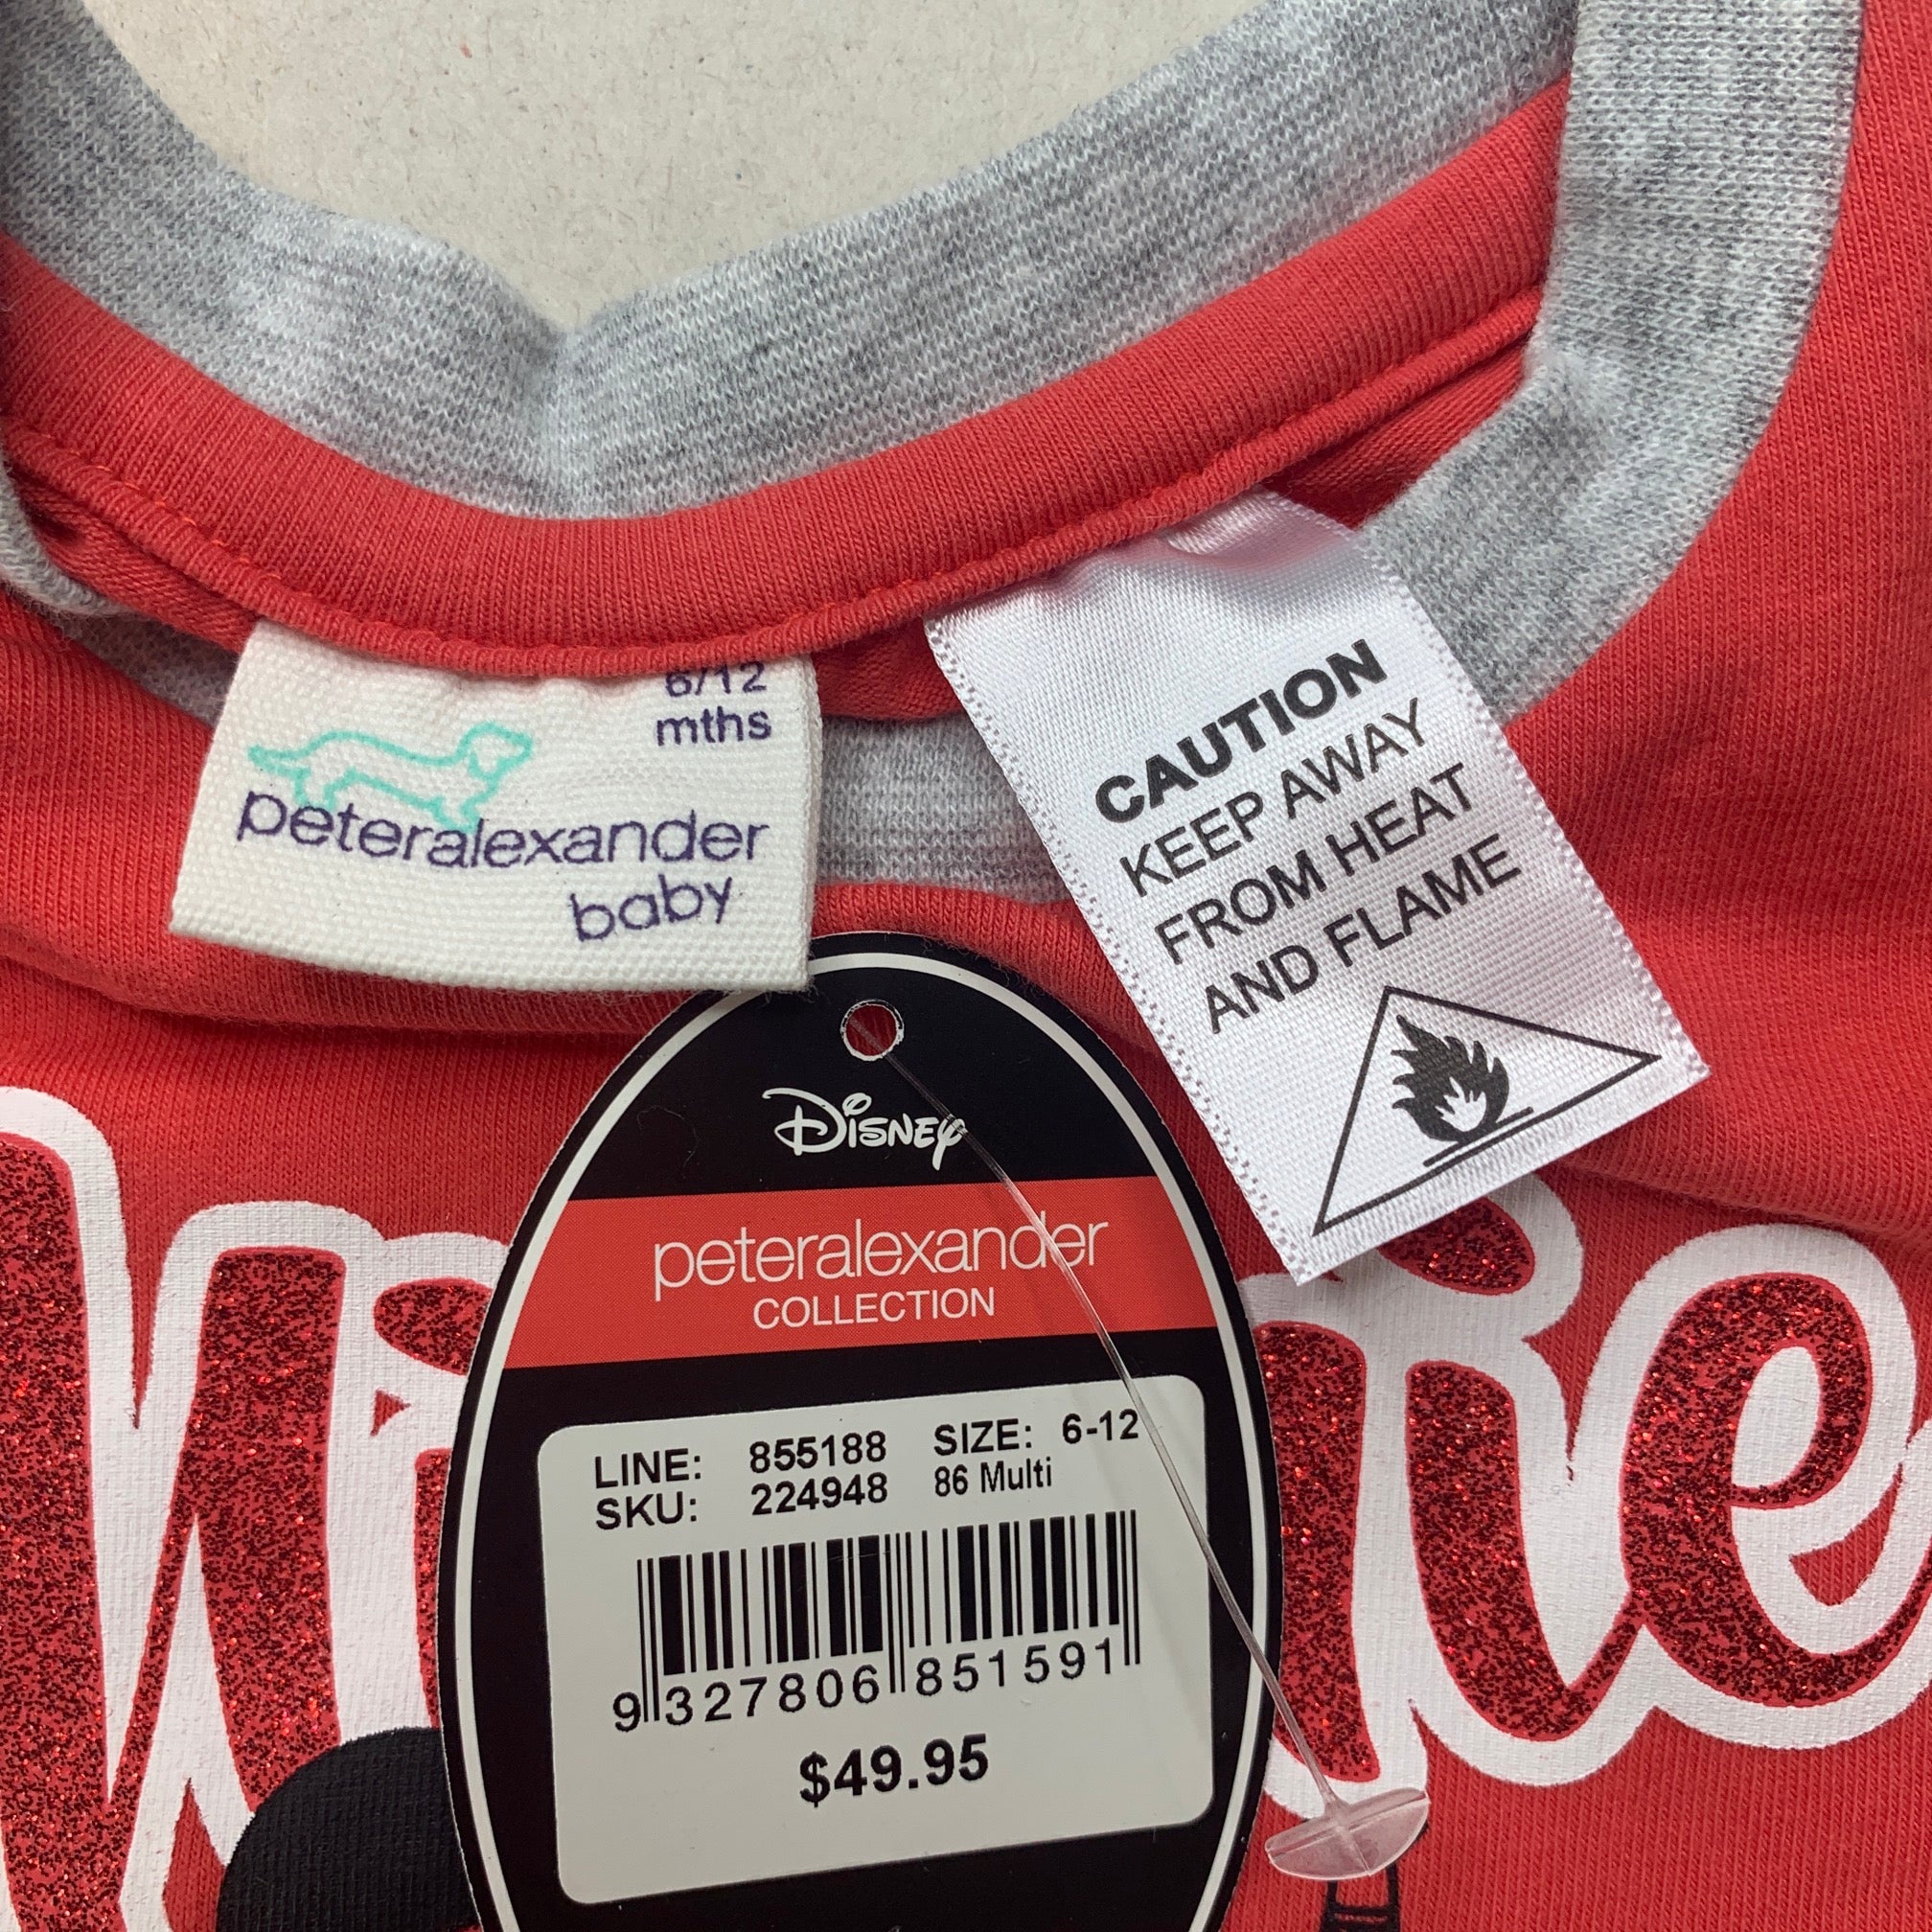 6/12
mths
peteralexander
baby
CAUTION
KEEP AWAY
FROM HEAT
AND FLAME
Disney
peteralexander
COLLECTION
LINE: 855188 SIZE: 6-12
SKU: 224948 86 Multi
9 327806 851591
$49.95